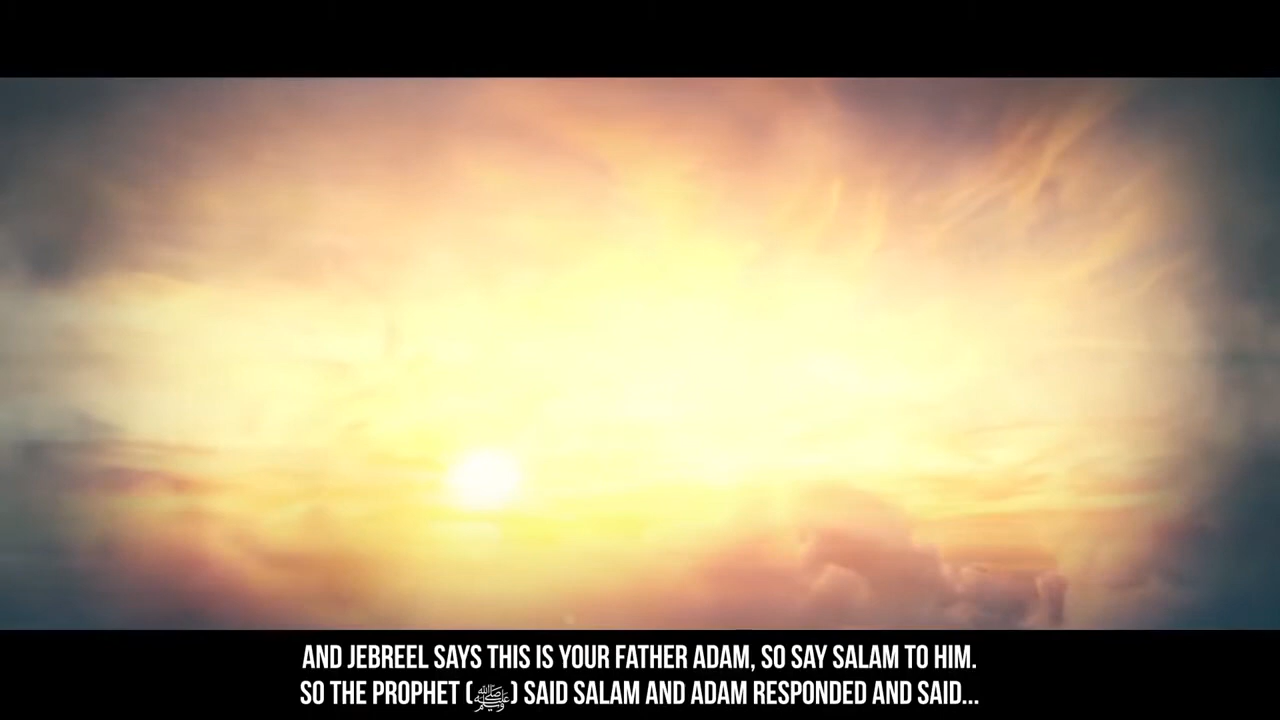 AND JEBREEL SAYS THIS IS YOUR FATHER ADAM, SO SAY SALAM TO HIM.
SO THE PROPHET (ﷺ) SAID SALAM AND ADAM RESPONDED AND SAID...